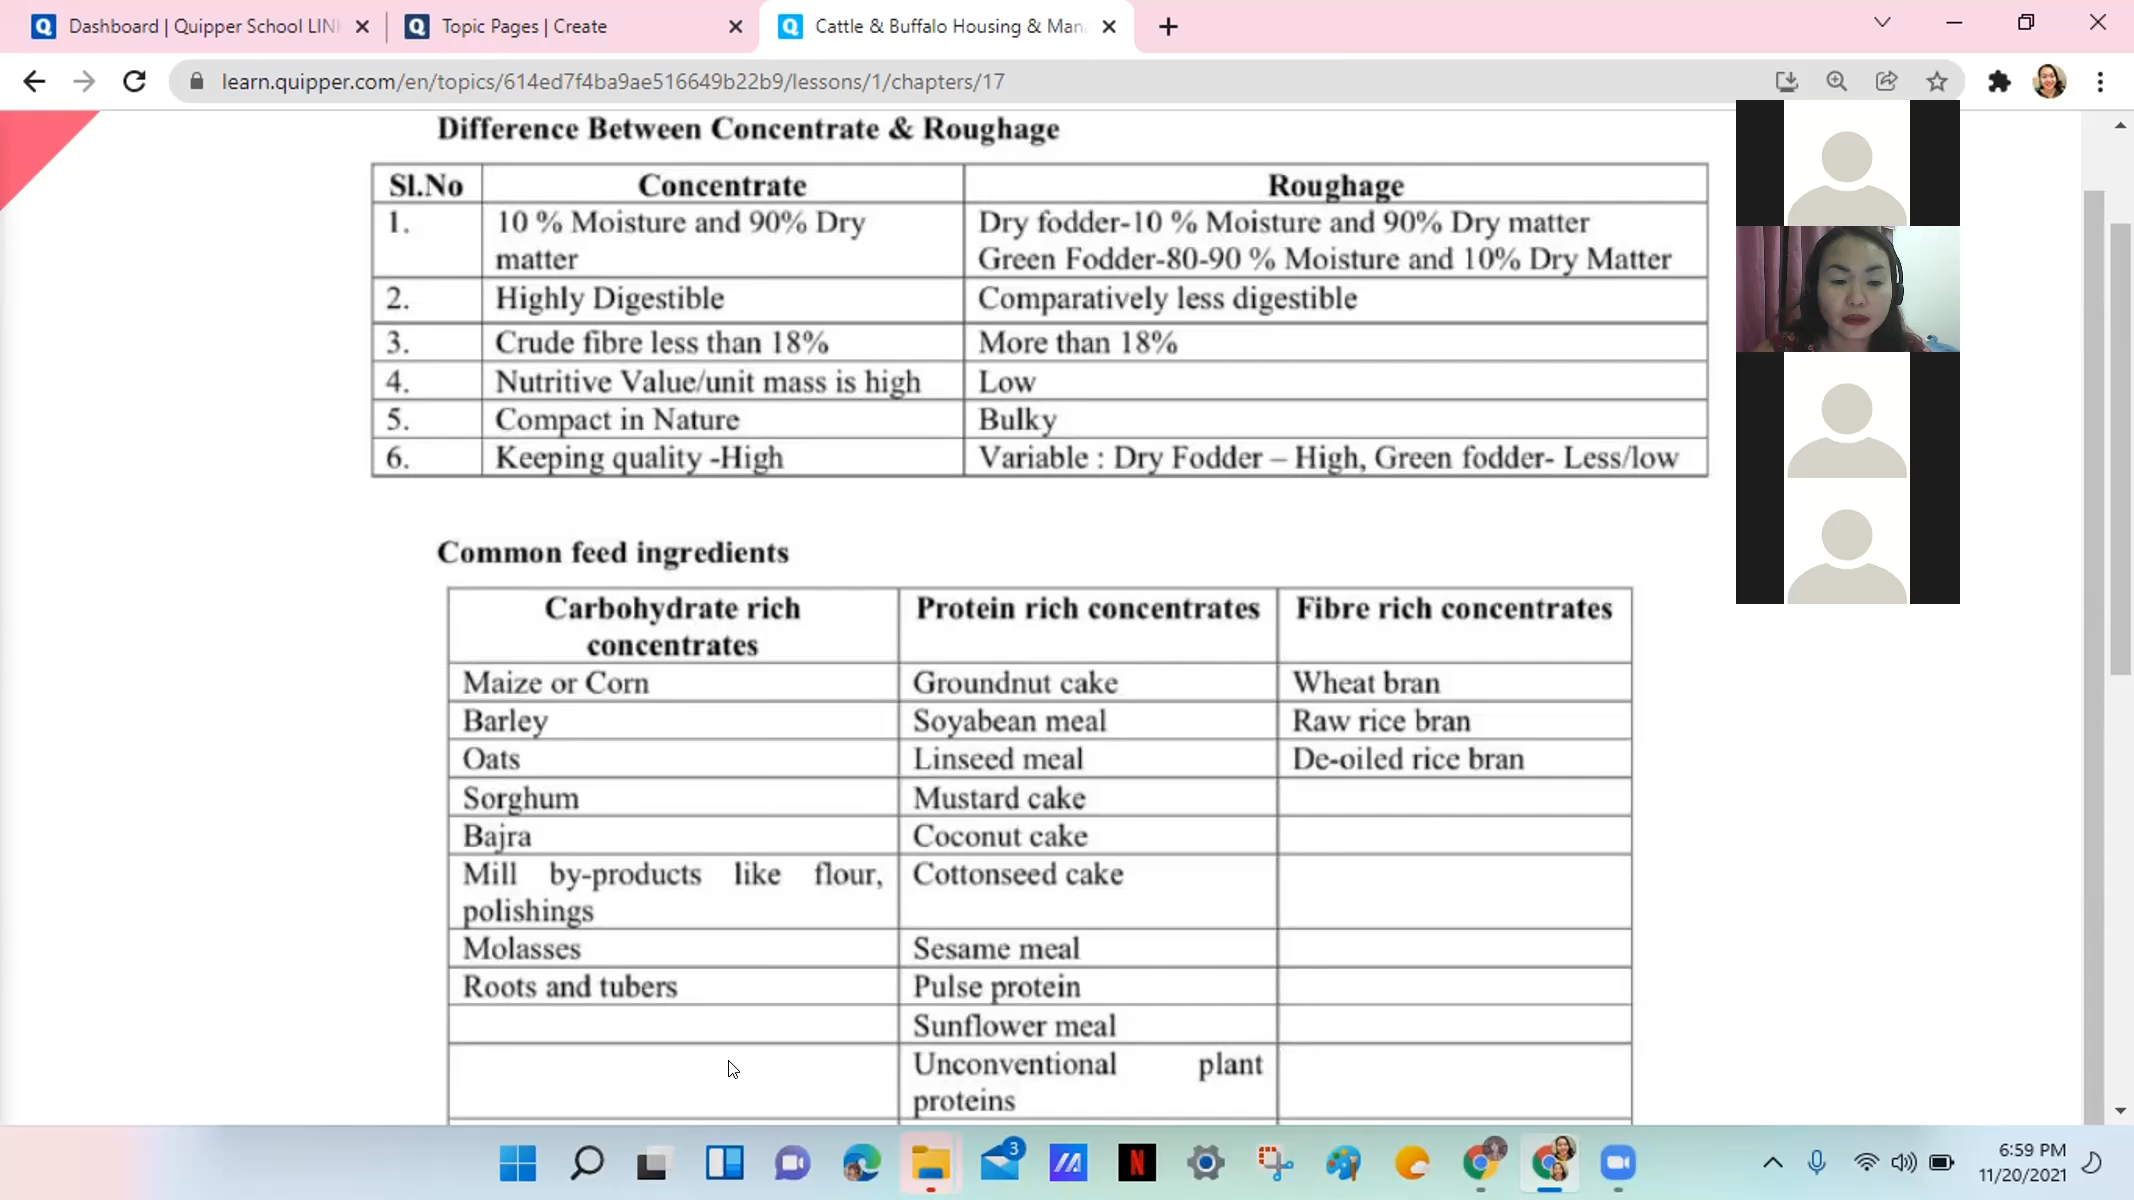 Dashboard | Quipper School LINK
Topic Pages | Create
Cattle & Buffalo Housing & Man
learn.quipper.com/en/topics/614ed7f4ba9ae516649b22b9/lessons/1/chapters/17
Difference Between Concentrate & Roughage
Sl.No Concentrate Roughage
1. 10 % Moisture and 90% Dry matter
Dry fodder-10 % Moisture and 90% Dry matter
Green Fodder-80-90 % Moisture and 10% Dry Matter
2. Highly Digestible Comparatively less digestible
3. Crude fibre less than 18% More than 18%
4. Nutritive Value/unit mass is high Low
5. Compact in Nature Bulky
6. Keeping quality -High Variable : Dry Fodder – High, Green fodder- Less/low
Common feed ingredients
Carbohydrate rich concentrates Protein rich concentrates Fibre rich concentrates
Maize or Corn Groundnut cake Wheat bran
Barley Soyabean meal Raw rice bran
Oats Linseed meal De-oiled rice bran
Sorghum Mustard cake
Bajra Coconut cake
Mill by-products like flour, polishings Cottonseed cake
Molasses Sesame meal
Roots and tubers Pulse protein
Sunflower meal
Unconventional plant proteins
3
N
6:59 PM
11/20/2021